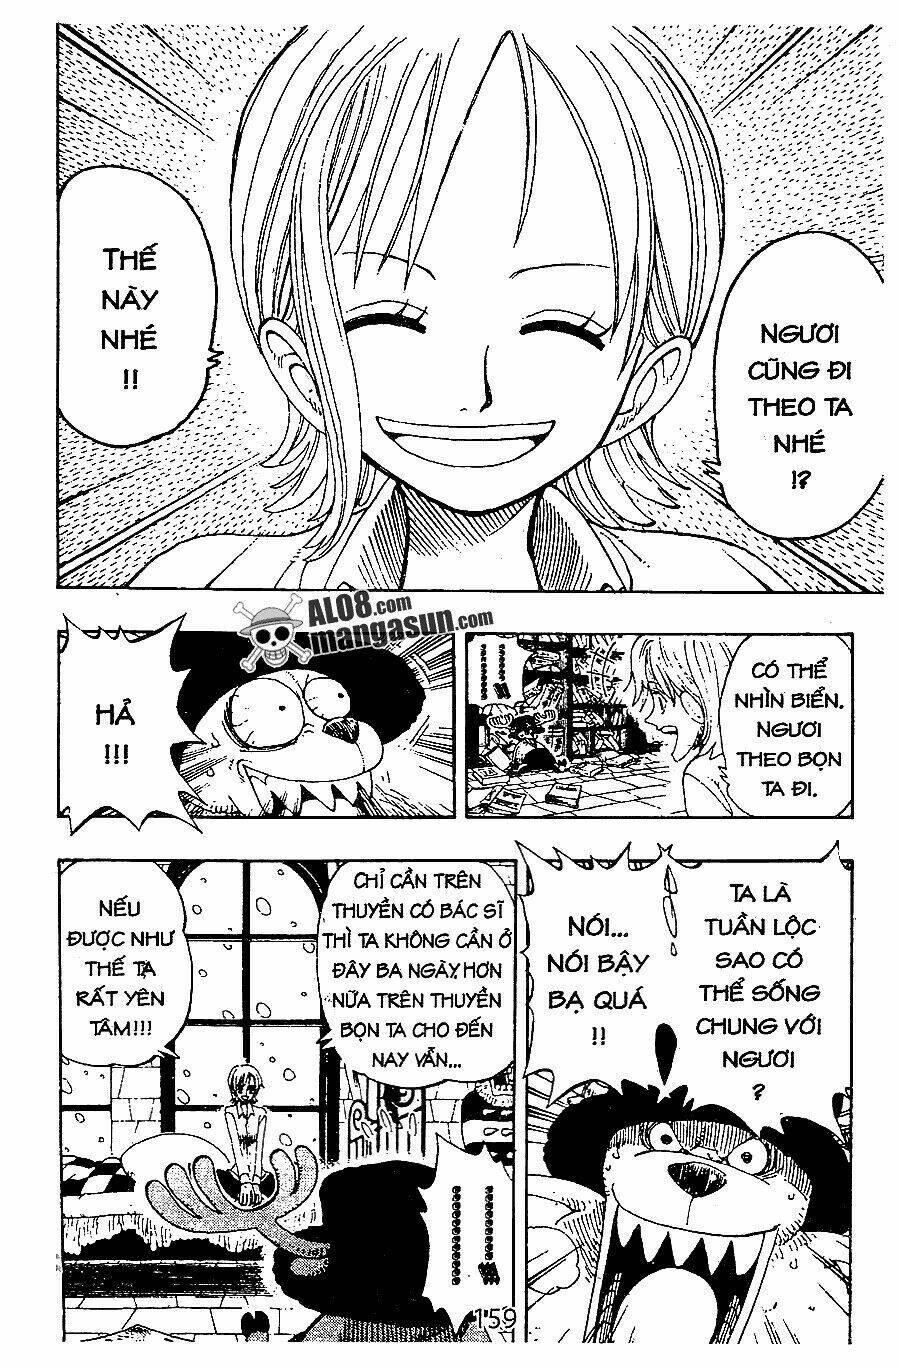 NGƯƠI
CŨNG ĐI
THEO TA
NHÉ
!?
THẾ
NÀY
NHÉ
!!
AL08.com
mangasun.com
CÓ THỂ
NHÌN BIỂN.
NGƯƠI
THEO BỌN
TA ĐI.
HẢ
!!!
TA LÀ
TUẦN LỘC
SAO CÓ
THỂ SỐNG
CHUNG VỚI
NGƯƠI
?
NÓI...
NÓI BẬY
BẠ QUÁ
!!
CHỈ CẦN TRÊN
THUYỀN CÓ BÁC SĨ
THÌ TA KHÔNG CẦN Ở
ĐÂY BA NGÀY HƠN
NỮA TRÊN THUYỀN
BỌN TA CHO ĐẾN
NAY VẪN...
NẾU
ĐƯỢC NHƯ
THẾ TA
RẤT YÊN
TÂM!!!
159